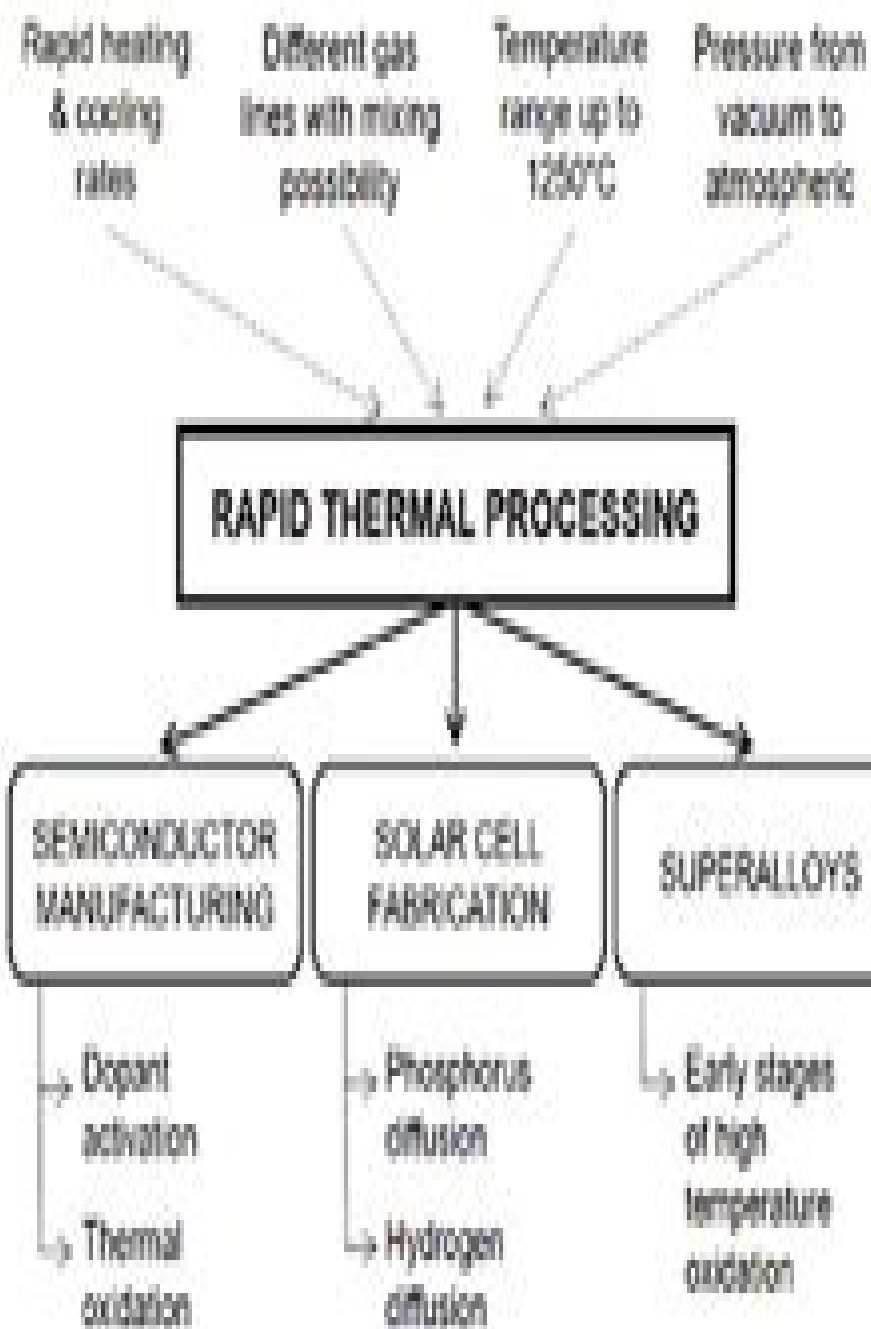 Rapid heating
& cooling
rates
Different gas
lines with mixing
possibility
Temperature
range up to
1250°C
Pressure from
vacuum to
atmospheric
RAPID THERMAL PROCESSING
SEMICONDUCTOR
MANUFACTURING
SOLAR CELL
FABRICATION
SUPERALLOYS
Dopant
activation
Thermal
oxidation
Phosphorus
diffusion
Hydrogen
diffusion
Early stages
of high
temperature
oxidation